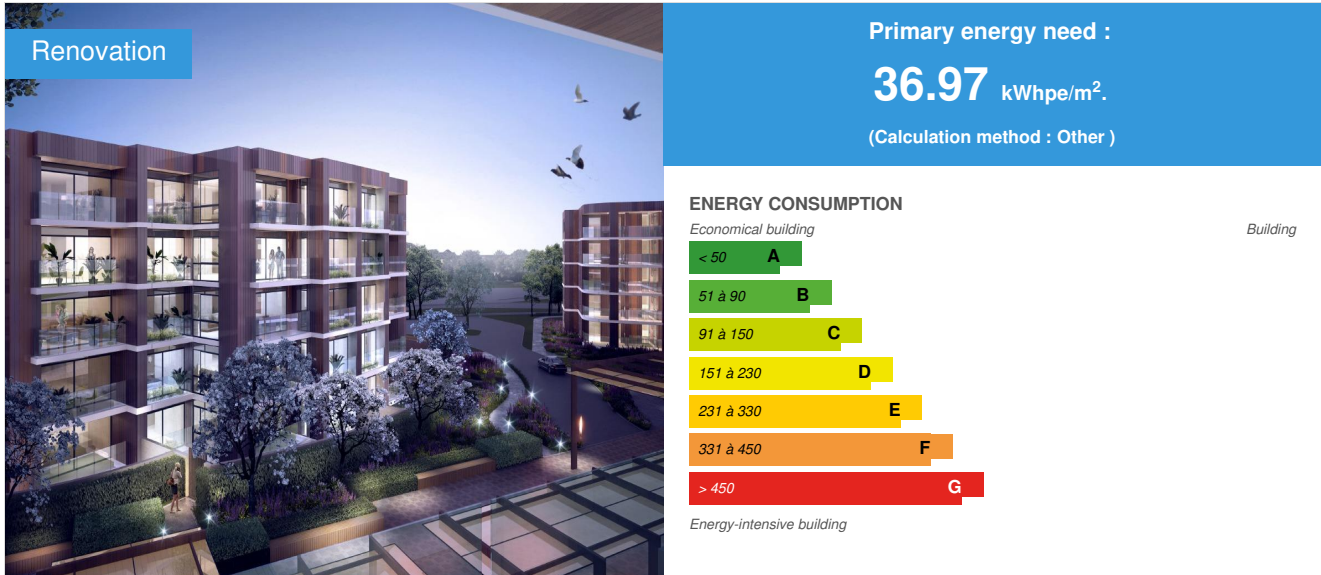 Renovation
Primary energy need :
36.97 kWhpe/m².
(Calculation method : Other )
ENERGY CONSUMPTION
Economical building
Building
< 50 A
51 à 90 B
91 à 150 C
151 à 230 D
231 à 330 E
331 à 450 F
> 450 G
Energy-intensive building